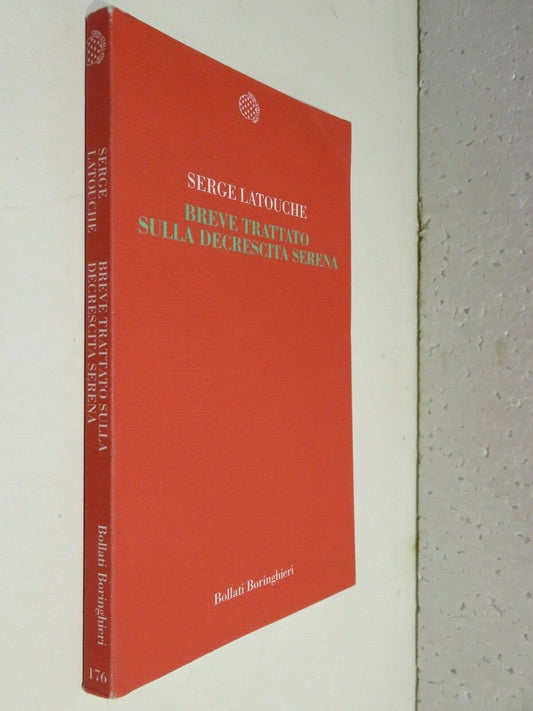 SERGE LATOUCHE
BREVE TRATTATO
SULLA DECRESCITA SERENA
Bollati Boringhieri
SERGE
LATOUCHE
BREVE TRATTATO SULLA
DECRESCITA SERENA
Bollati Boringhieri
176